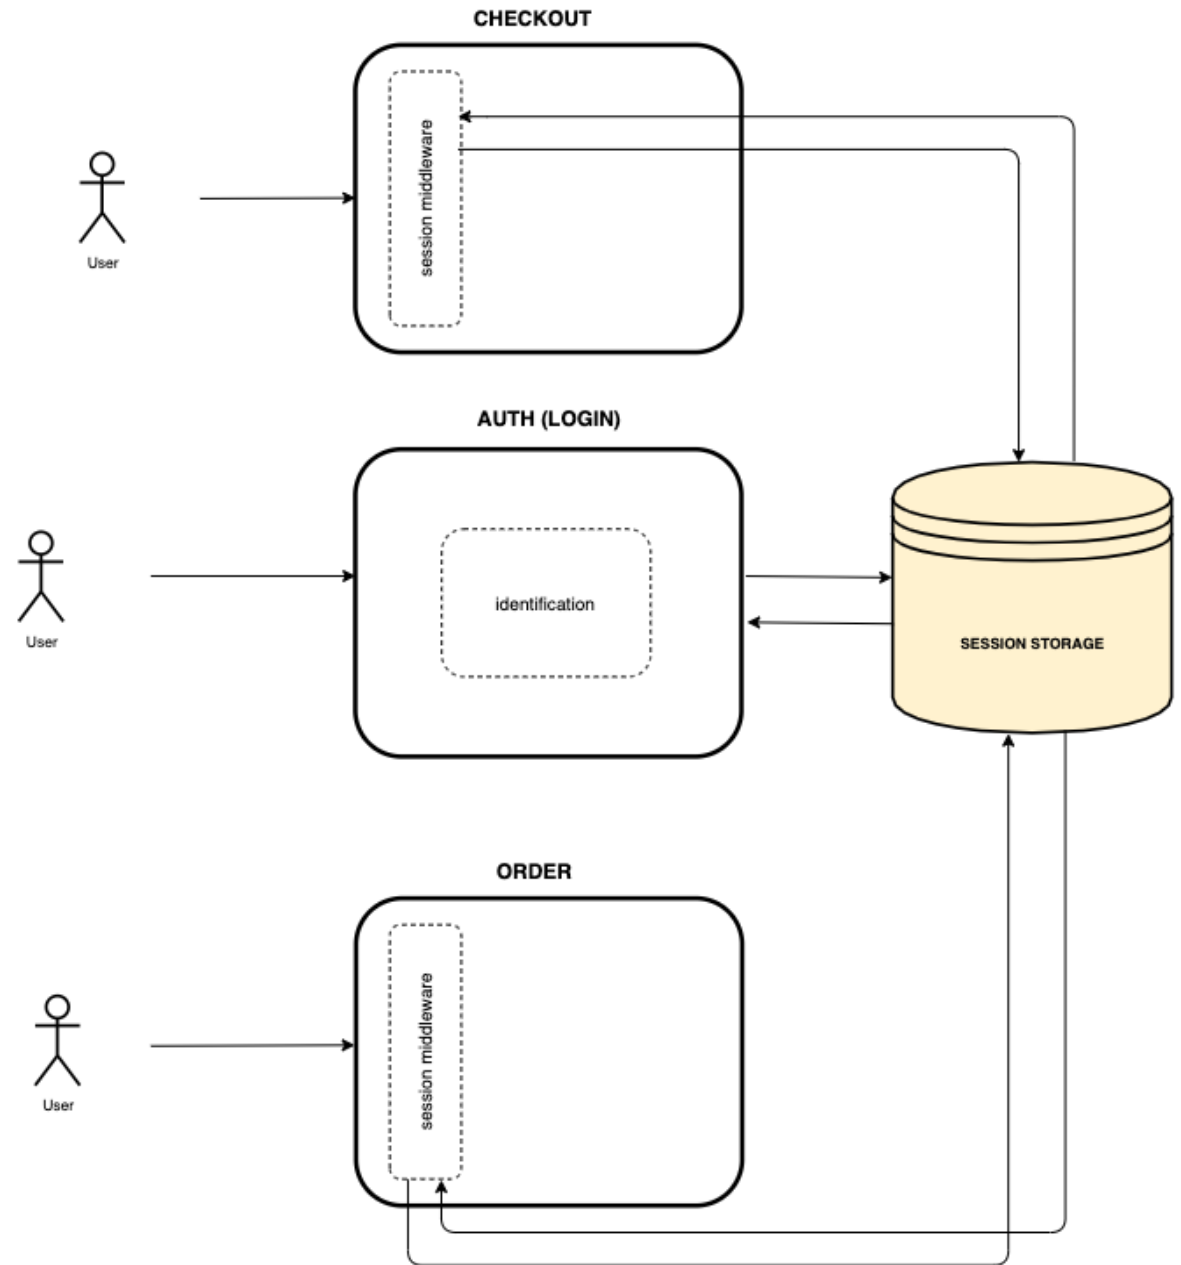 CHECKOUT
session middleware
User
AUTH (LOGIN)
identification
User
SESSION STORAGE
ORDER
session middleware
User